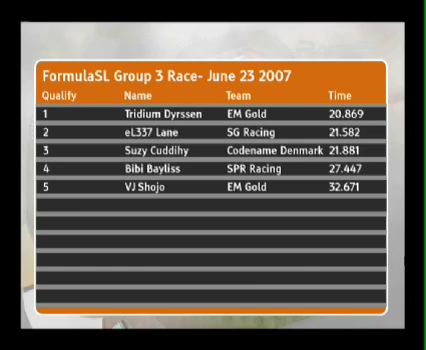 FormulaSL Group 3 Race- June 23 2007
Qualify Name Team Time
1 Tridium Dyrssen EM Gold 20.869
2 eL337 Lane SG Racing 21.582
3 Suzy Cuddihy Codename Denmark 21.881
4 Bibi Bayliss SPR Racing 27.447
5 VJ Shojo EM Gold 32.671